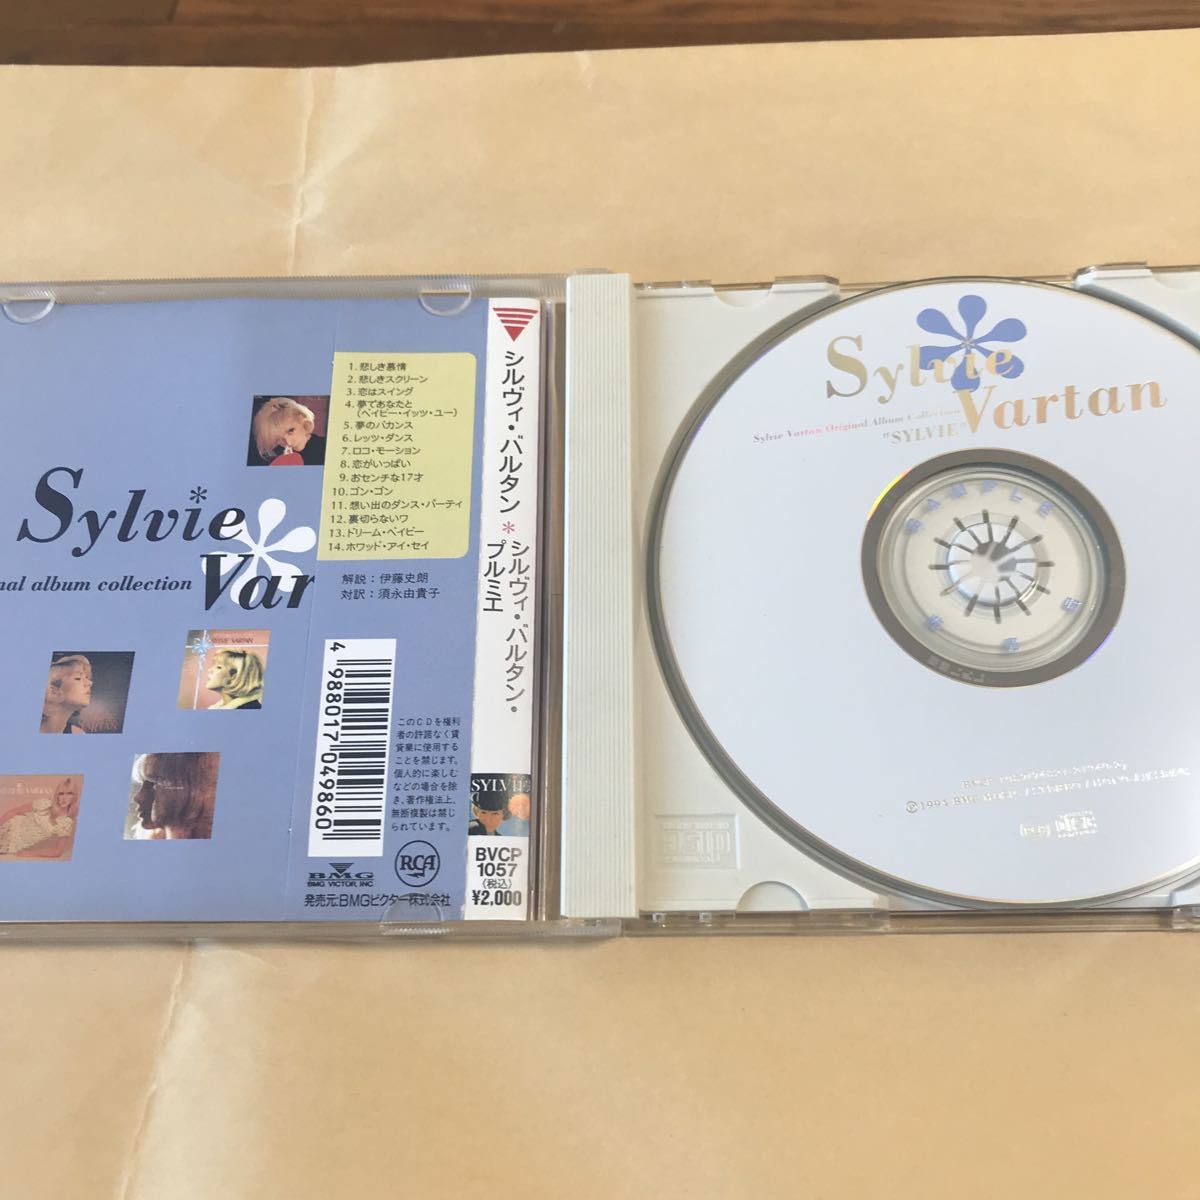 Sylvie
Var
nal album collection
1. 悲しき慕情
2. 悲しきスクリーン
3. 恋はスイング
4. 夢であなたと
(ベイビー・イッツ・ユー)
5. 夢のバカンス
6. レッツ・ダンス
7. ロコ・モーション
8. 恋がいっぱい
9. おセンチな17才
10. ゴン・ゴン
11. 想い出のダンス・パーティ
12. 裏切らないワ
13. ドリーム・ベイビー
14. ホワッド・アイ・セイ
解説：伊藤史朗
対訳：須永由貴子
4 988017 049860
このCDを権利
者の許諾なく賃
貸業に使用する
ことを禁じます。
個人的に楽しむ
などの場合を除
き、著作権法上、
無断複製は禁じ
られています。
BMG
BMG VICTOR, INC
RCA
発売元:BMGビクター株式会社
シルヴィ・バルタン＊シルヴィ・バルタン・
プルミエ
SYLVIE
BVCP
1057
(税込)
¥2,000
SYLVIE VARTAN
VARTAN
Sylvie
Vartan
Sylvie Vartan Original Album Collection
"SYLVIE"
SAMPLE